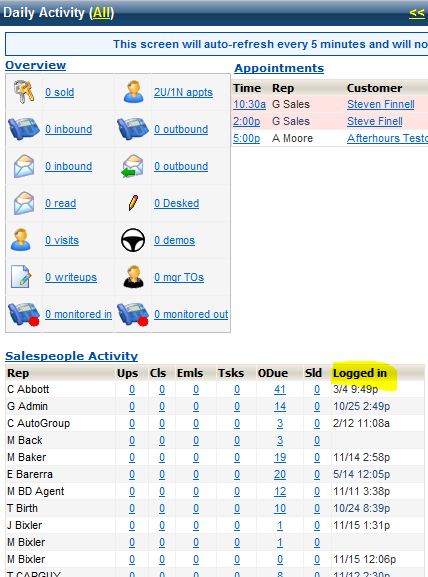 Daily Activity (All) <<
This screen will auto-refresh every 5 minutes and will no
Overview
0 sold 2U/1N appts
0 inbound 0 outbound
0 inbound 0 outbound
0 read 0 Desked
0 visits 0 demos
0 writeups 0 mgr TOs
0 monitored in 0 monitored out
Appointments
Time Rep Customer
10:30a G Sales Steven Finnell
2:00p G Sales Steve Finell
5:00p A Moore Afterhours Testo
Salespeople Activity
Rep Ups Cls Emls Tsks ODue Sld Logged in
C Abbott 0 0 0 0 41 0 3/4 9:49p
G Admin 0 0 0 0 14 0 10/25 2:49p
C AutoGroup 0 0 0 0 3 0 2/12 11:08a
M Back 0 0 0 0 3 0
M Baker 0 0 0 0 19 0 11/14 2:58p
E Barerra 0 0 0 0 20 0 5/14 12:05p
M BD Agent 0 0 0 0 12 0 11/11 3:38p
T Birth 0 0 0 0 10 0 10/24 8:39p
J Bixler 0 0 0 0 1 0 11/15 1:31p
M Bixler 0 0 0 0 1 0
M Bixler 0 0 0 0 0 0 11/15 12:06p
T CARGUY 0 0 0 0 8 0 11/12 2:30p